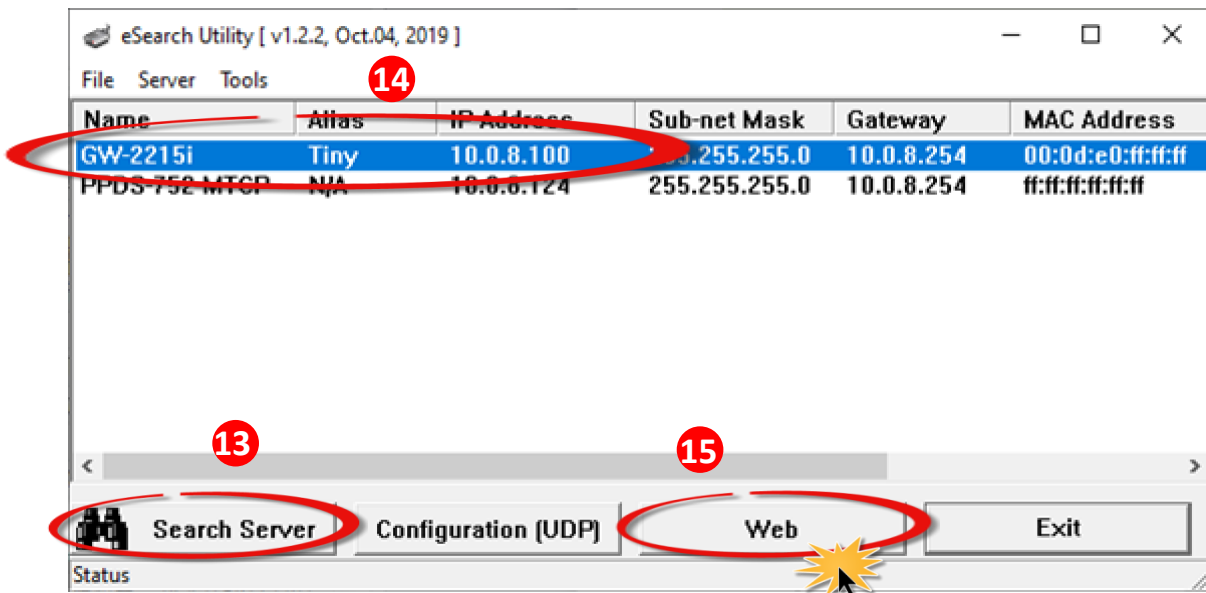 eSearch Utility [ v1.2.2, Oct.04, 2019 ]
File Server Tools
14
Name Alias IP Address Sub-net Mask Gateway MAC Address
GW-2215i Tiny 10.0.8.100 .255.255.0 10.0.8.254 00:0d:e0:ff:ff:ff
PPDS-752-MTCP N/A 10.0.8.124 255.255.255.0 10.0.8.254 ff:ff:ff:ff:ff:ff
13 15
Search Server Configuration (UDP) Web Exit
Status